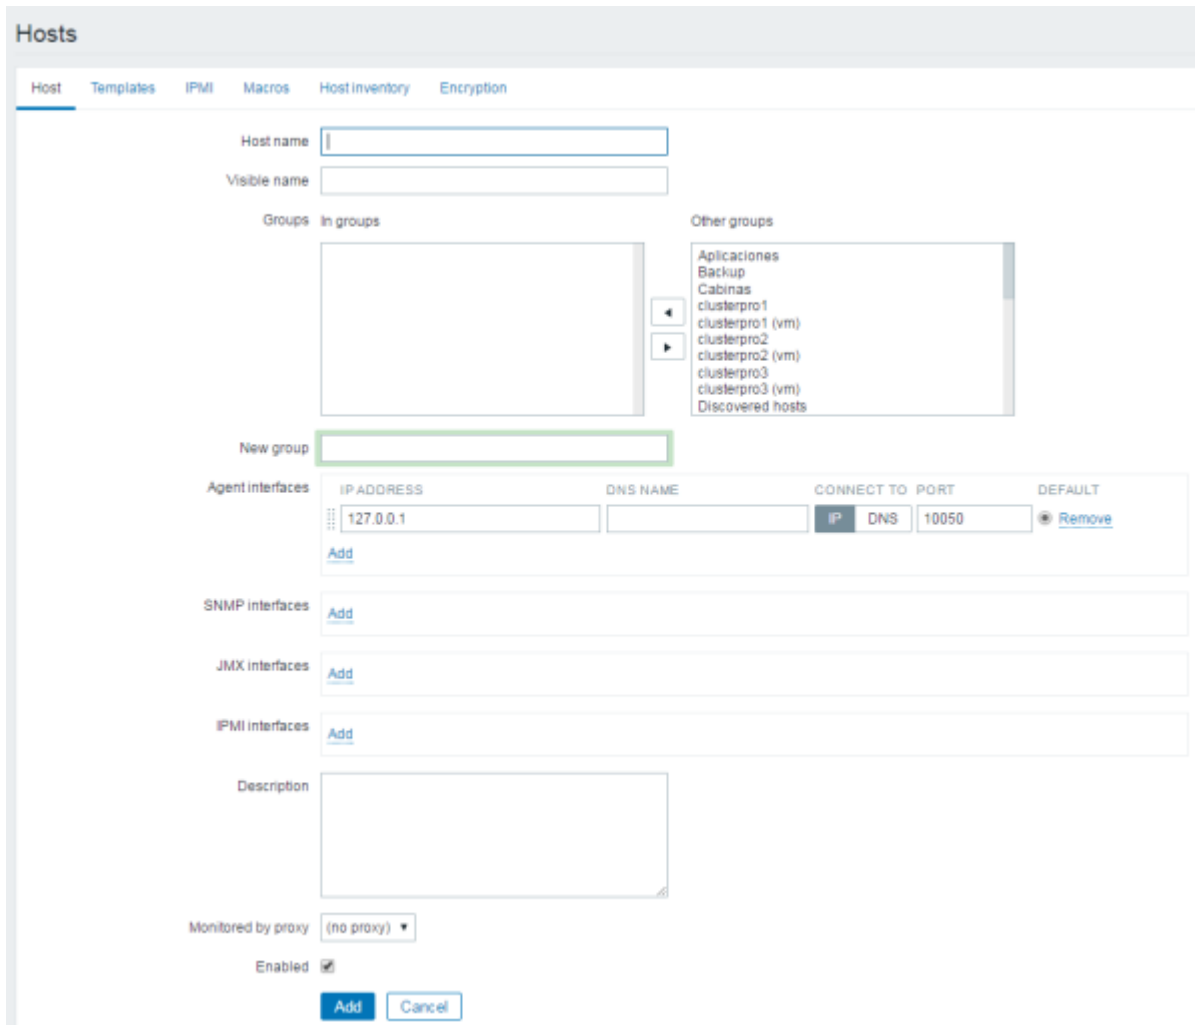 Hosts
Host Templates IPMI Macros Host inventory Encryption
Host name
Visible name
Groups In groups Other groups
Aplicaciones
Backup
Cabinas
clusterpro1
clusterpro1 (vm)
clusterpro2
clusterpro2 (vm)
clusterpro3
clusterpro3 (vm)
Discovered hosts
New group
Agent interfaces IP ADDRESS DNS NAME CONNECT TO PORT DEFAULT
127.0.0.1 IP DNS 10050 Remove
Add
SNMP interfaces Add
JMX interfaces Add
IPMI interfaces Add
Description
Monitored by proxy (no proxy)
Enabled
Add Cancel